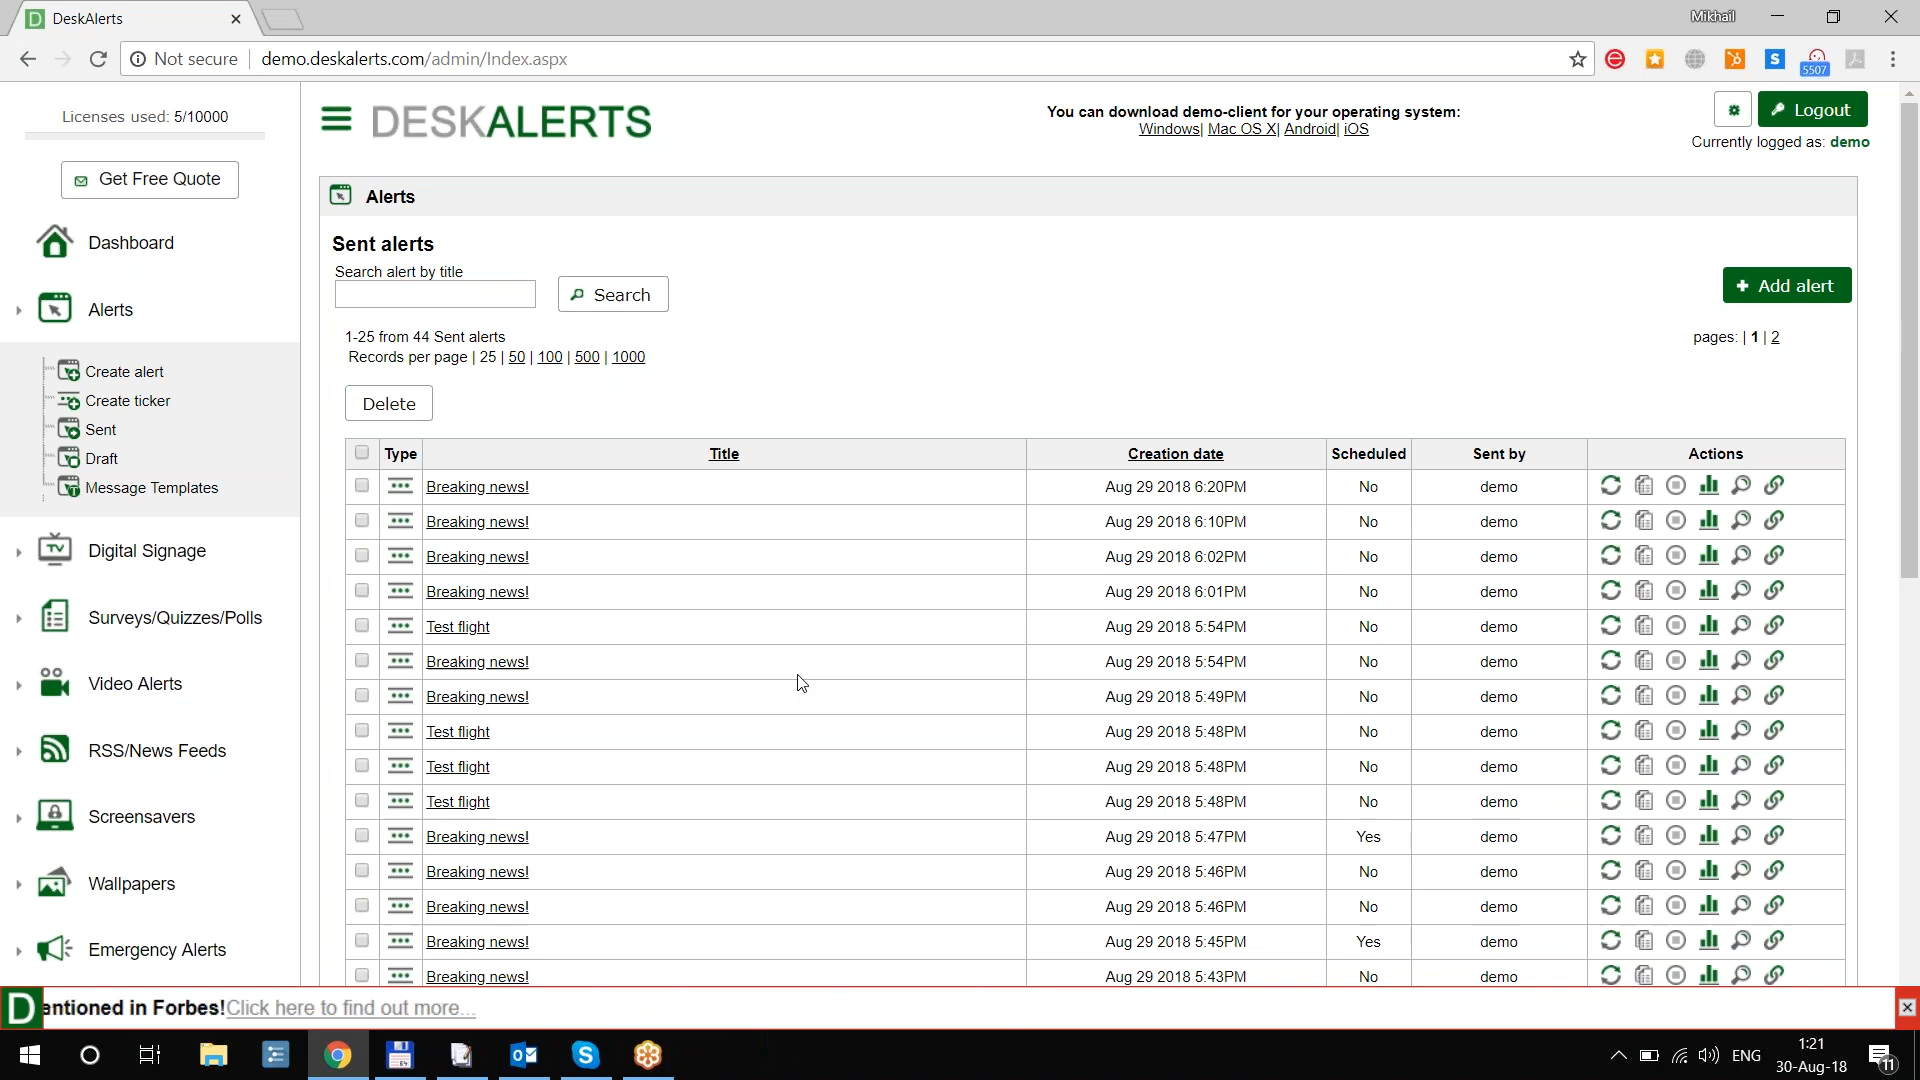 DeskAlerts
Mikhail
Not secure
demo.deskalerts.com/admin/Index.aspx
5507
Licenses used: 5/10000
DESKALERTS
You can download demo-client for your operating system:
Windows| Mac OS X| Android| iOS
Logout
Currently logged as: demo
Get Free Quote
Dashboard
Alerts
Create alert
Create ticker
Sent
Draft
Message Templates
Digital Signage
Surveys/Quizzes/Polls
Video Alerts
RSS/News Feeds
Screensavers
Wallpapers
Emergency Alerts
Alerts
Sent alerts
Search alert by title
Search
+ Add alert
1-25 from 44 Sent alerts
pages: | 1 | 2
Records per page | 25 | 50 | 100 | 500 | 1000
Delete
Type Title Creation date Scheduled Sent by Actions
Breaking news! Aug 29 2018 6:20PM No demo
Breaking news! Aug 29 2018 6:10PM No demo
Breaking news! Aug 29 2018 6:02PM No demo
Breaking news! Aug 29 2018 6:01PM No demo
Test flight Aug 29 2018 5:54PM No demo
Breaking news! Aug 29 2018 5:54PM No demo
Breaking news! Aug 29 2018 5:49PM No demo
Test flight Aug 29 2018 5:48PM No demo
Test flight Aug 29 2018 5:48PM No demo
Test flight Aug 29 2018 5:48PM No demo
Breaking news! Aug 29 2018 5:47PM Yes demo
Breaking news! Aug 29 2018 5:46PM No demo
Breaking news! Aug 29 2018 5:46PM No demo
Breaking news! Aug 29 2018 5:45PM Yes demo
Breaking news! Aug 29 2018 5:43PM No demo
D entioned in Forbes! Click here to find out more...
ENG
1:21
30-Aug-18
11